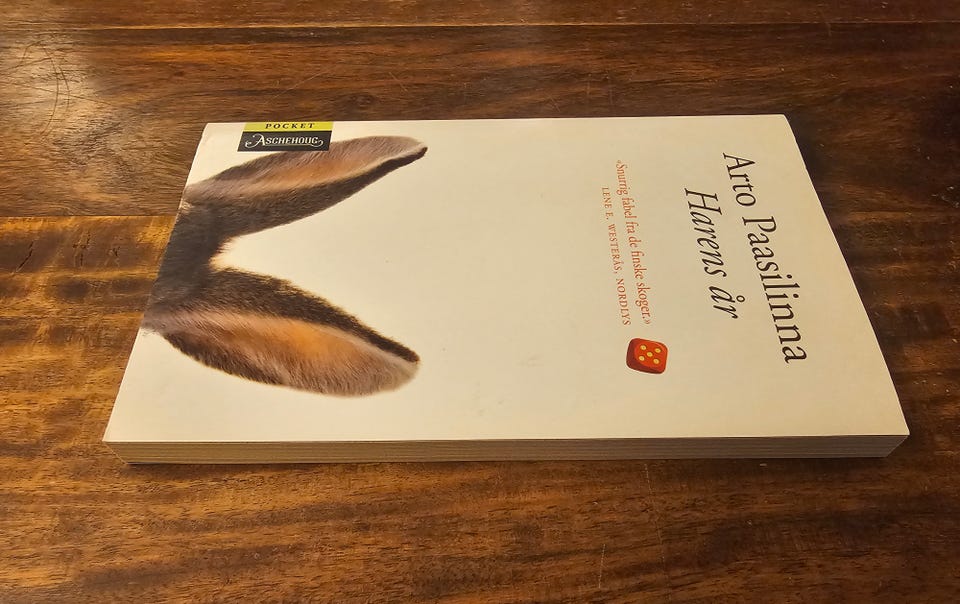 Arto Paasilinna
Harens år
«Snurrig fabel fra de finske skoger.»
LENE E. WESTERÅS, NORDLYS
POCKET
ASCHEHOUG